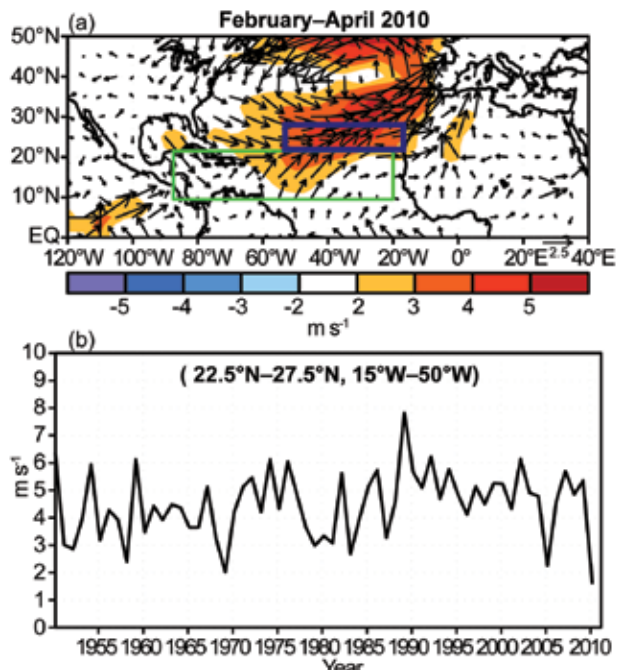 February–April 2010
(a)
50°N
40°N
30°N
20°N
10°N
EQ
120°W 100°W 80°W 60°W 40°W 20°W 0° 20°E 40°E
2.5
-5 -4 -3 -2 2 3 4 5
m s-1
(b)
( 22.5°N–27.5°N, 15°W–50°W)
10
9
8
7
6
5
4
3
2
1
0
m s-1
1955 1960 1965 1970 1975 1980 1985 1990 1995 2000 2005 2010
Year